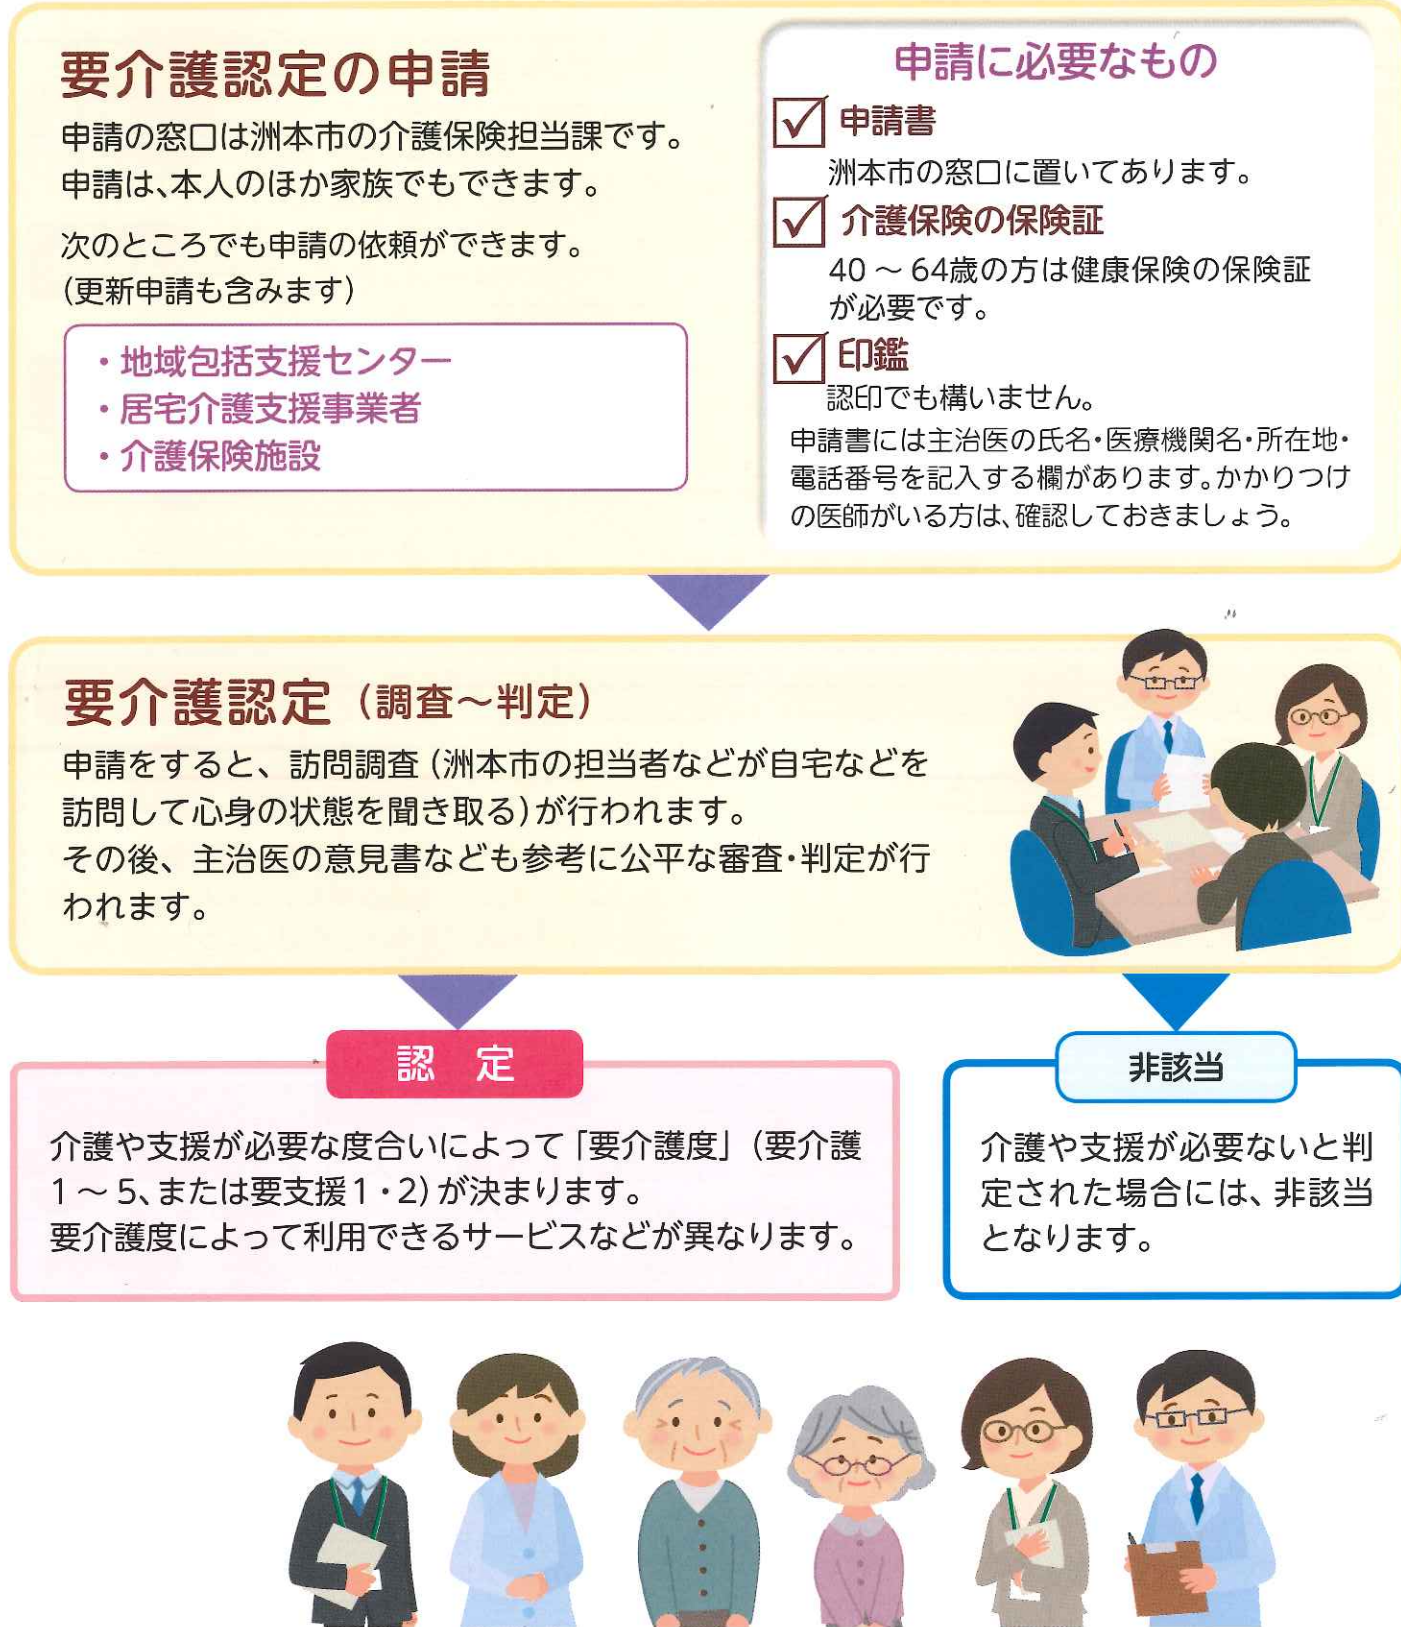 要介護認定の申請
申請の窓口は洲本市の介護保険担当課です。
申請は、本人のほか家族でもできます。
次のところでも申請の依頼ができます。
(更新申請も含みます)
・地域包括支援センター
・居宅介護支援事業者
・介護保険施設
申請に必要なもの
申請書
洲本市の窓口に置いてあります。
介護保険の保険証
40～64歳の方は健康保険の保険証
が必要です。
印鑑
認印でも構いません。
申請書には主治医の氏名・医療機関名・所在地・
電話番号を記入する欄があります。かかりつけ
の医師がいる方は、確認しておきましょう。
要介護認定（調査～判定）
申請をすると、訪問調査（洲本市の担当者などが自宅などを
訪問して心身の状態を聞き取る）が行われます。
その後、主治医の意見書なども参考に公平な審査・判定が行
われます。
認 定
介護や支援が必要な度合いによって「要介護度」（要介護
1～5、または要支援1・2）が決まります。
要介護度によって利用できるサービスなどが異なります。
非該当
介護や支援が必要ないと判
定された場合には、非該当
となります。